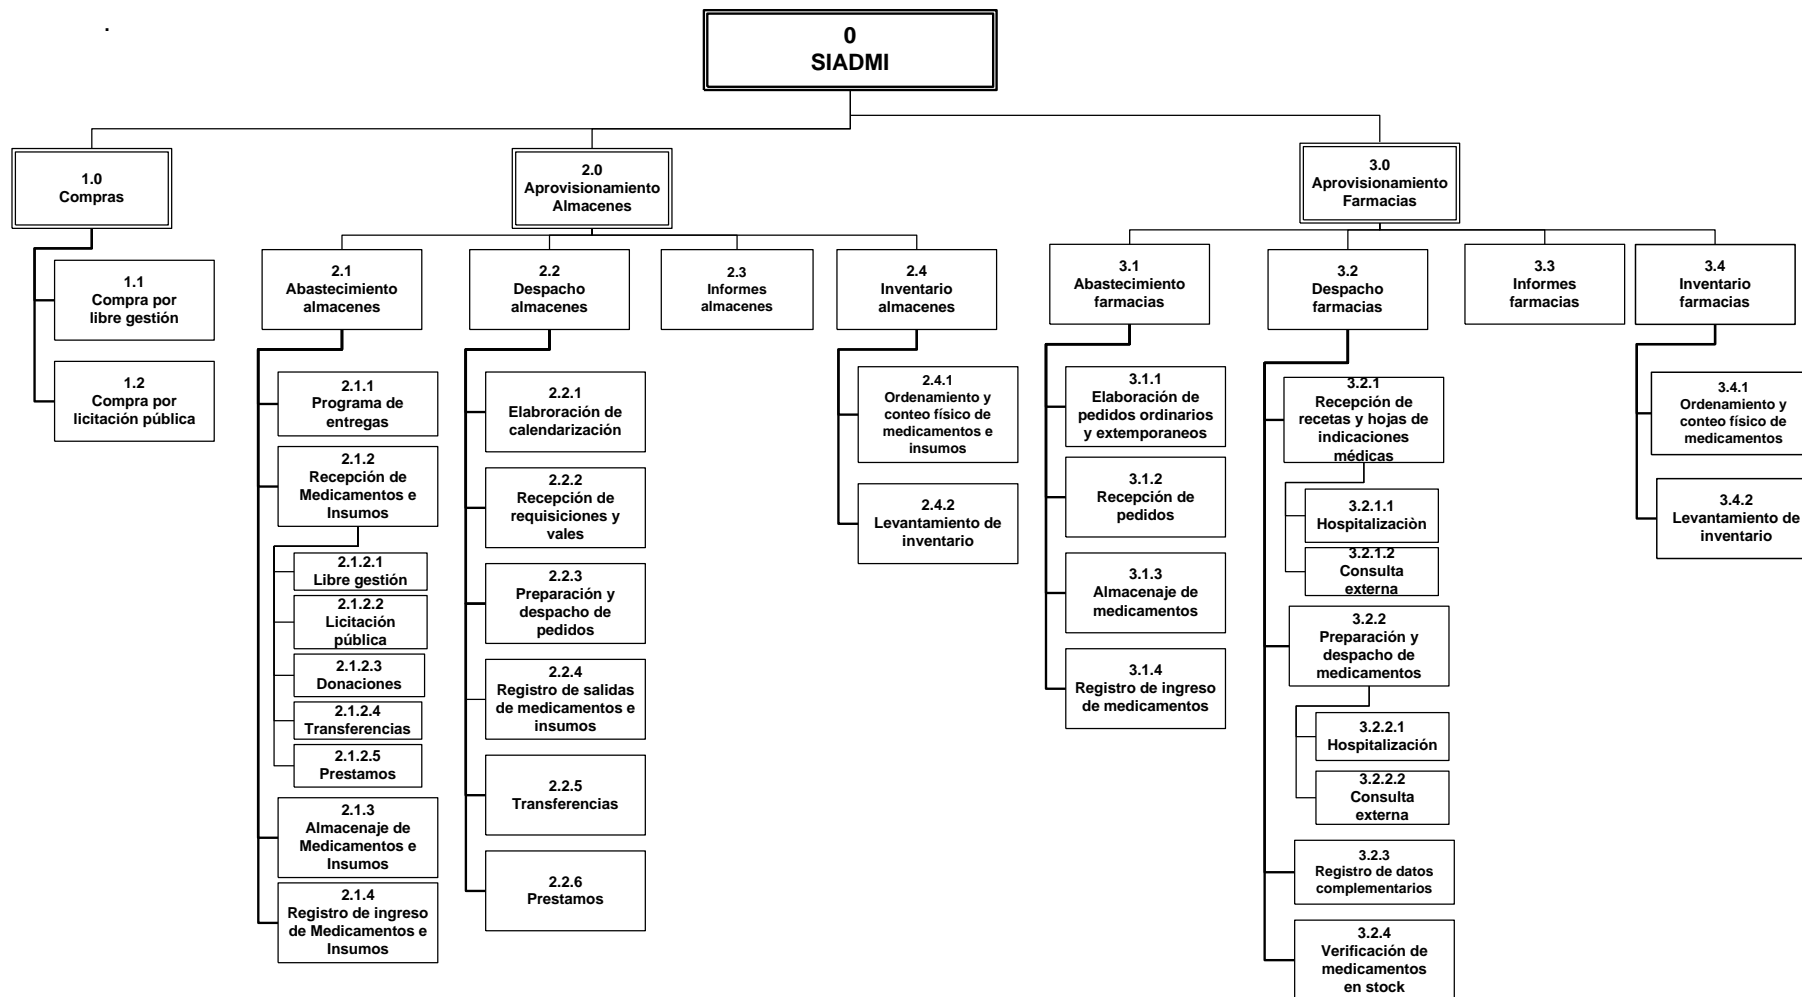 .
0
SIADMI
1.0
Compras
2.0
Aprovisionamiento
Almacenes
3.0
Aprovisionamiento
Farmacias
1.1
Compra por
libre gestión
1.2
Compra por
licitación pública
2.1
Abastecimiento
almacenes
2.1.1
Programa de
entregas
2.1.2
Recepción de
Medicamentos e
Insumos
2.1.2.1
Libre gestión
2.1.2.2
Licitación
pública
2.1.2.3
Donaciones
2.1.2.4
Transferencias
2.1.2.5
Prestamos
2.1.3
Almacenaje de
Medicamentos e
Insumos
2.1.4
Registro de ingreso
de Medicamentos e
Insumos
2.2
Despacho
almacenes
2.2.1
Elabroración de
calendarización
2.2.2
Recepción de
requisiciones y
vales
2.2.3
Preparación y
despacho de
pedidos
2.2.4
Registro de salidas
de medicamentos e
insumos
2.2.5
Transferencias
2.2.6
Prestamos
2.3
Informes
almacenes
2.4
Inventario
almacenes
2.4.1
Ordenamiento y
conteo físico de
medicamentos e
insumos
2.4.2
Levantamiento de
inventario
3.1
Abastecimiento
farmacias
3.1.1
Elaboración de
pedidos ordinarios
y extemporaneos
3.1.2
Recepción de
pedidos
3.1.3
Almacenaje de
medicamentos
3.1.4
Registro de ingreso
de medicamentos
3.2
Despacho
farmacias
3.2.1
Recepción de
recetas y hojas de
indicaciones
médicas
3.2.1.1
Hospitalizaciòn
3.2.1.2
Consulta
externa
3.2.2
Preparación y
despacho de
medicamentos
3.2.2.1
Hospitalización
3.2.2.2
Consulta
externa
3.2.3
Registro de datos
complementarios
3.2.4
Verificación de
medicamentos
en stock
3.3
Informes
farmacias
3.4
Inventario
farmacias
3.4.1
Ordenamiento y
conteo físico de
medicamentos
3.4.2
Levantamiento de
inventario